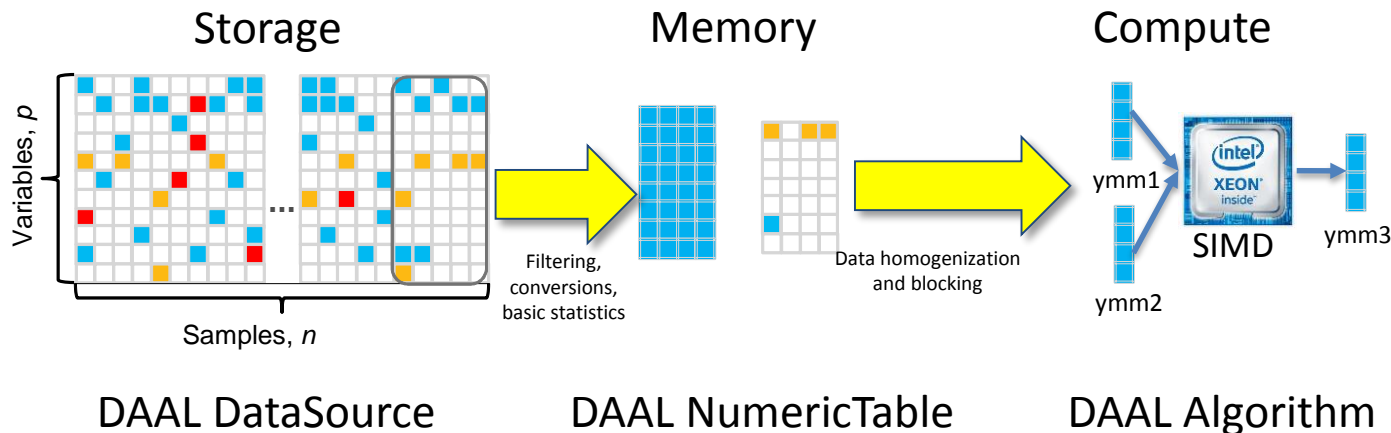 Storage
Memory
Compute
Variables, p
...
Samples, n
Filtering,
conversions,
basic statistics
Data homogenization
and blocking
ymm1
ymm2
intel
XEON®
inside™
SIMD
ymm3
DAAL DataSource
DAAL NumericTable
DAAL Algorithm